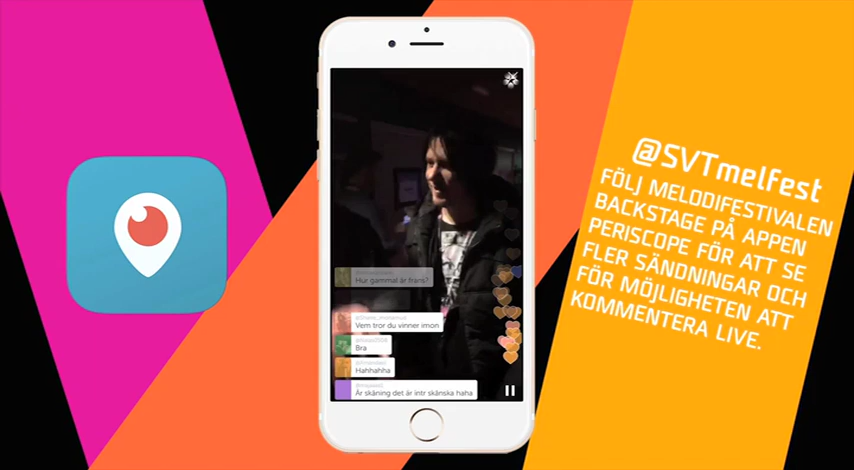 Hur gammal är frans?
Vem tror du vinner imon
Bra
Hahhahha
Är skåning det är intr skånska haha
@SVTmelfest
FÖLJ MELODIFESTIVALEN
BACKSTAGE PÅ APPEN
PERISCOPE FÖR ATT SE
FLER SÄNDNINGAR OCH
FÖR MÖJLIGHETEN ATT
KOMMENTERA LIVE.